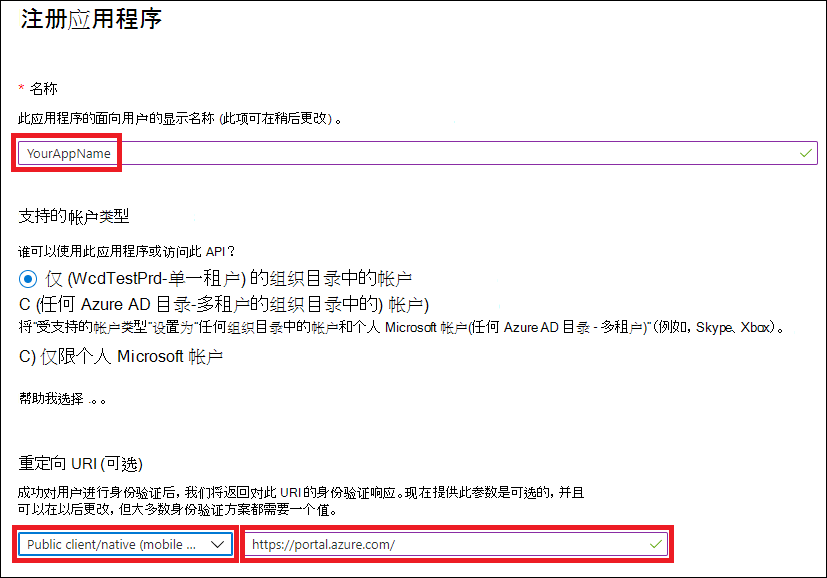 注册应用程序
* 名称
此应用程序的面向用户的显示名称 (此项可在稍后更改) 。
YourAppName
支持的帐户类型
谁可以使用此应用程序或访问此 API？
仅 (WcdTestPrd-单一租户) 的组织目录中的帐户
C (任何 Azure AD 目录-多租户的组织目录中的) 帐户)
将"受支持的帐户类型"设置为"任何组织目录中的帐户和个人 Microsoft 帐户(任何 Azure AD 目录 - 多租户)"（例如，Skype、Xbox）。
C) 仅限个人 Microsoft 帐户
帮助我选择 .。。
重定向 URI (可选)
成功对用户进行身份验证后，我们将返回对此 URI 的身份验证响应。现在提供此参数是可选的，并且
可以在以后更改，但大多数身份验证方案都需要一个值。
Public client/native (mobile ... https://portal.azure.com/